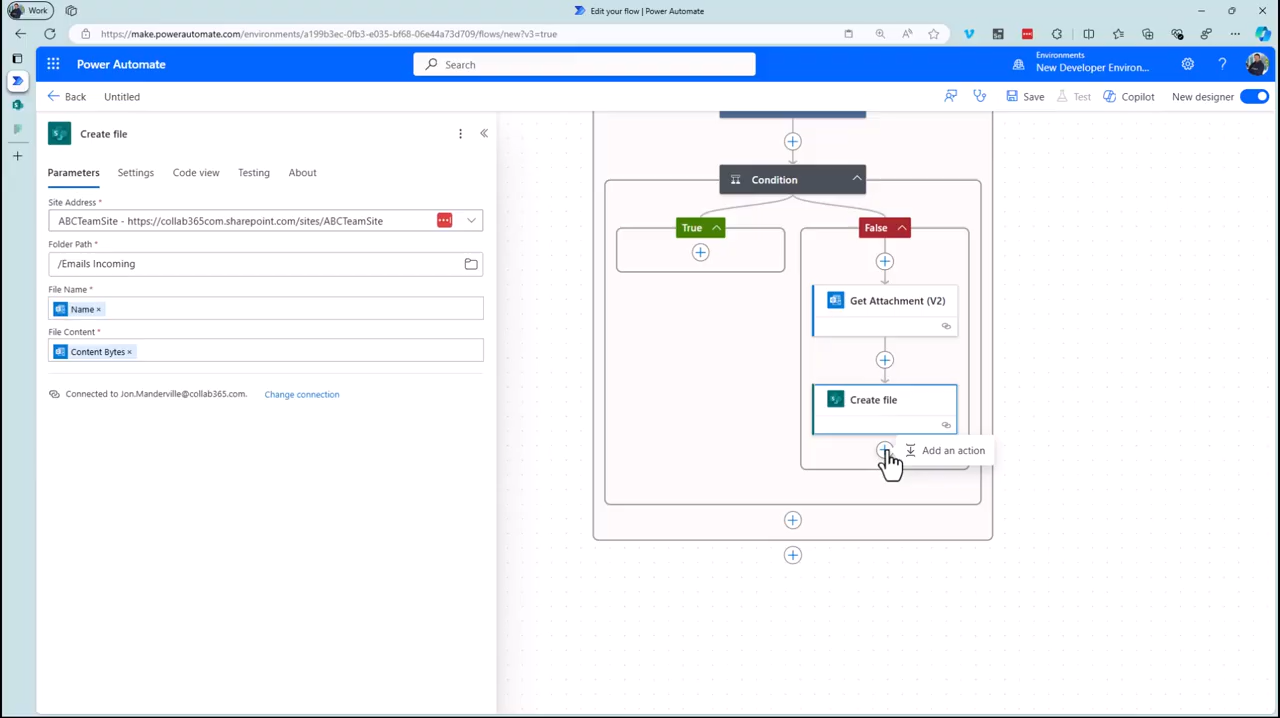 Work
Edit your flow | Power Automate
https://make.powerautomate.com/environments/a199b3ec-0fb3-e035-bf68-06e44a73d709/flows/new?v3=true
Power Automate
Search
Environments
New Developer Environ...
Back
Untitled
Save
Test
Copilot
New designer
Create file
Parameters
Settings
Code view
Testing
About
Site Address *
ABCTeamSite - https://collab365com.sharepoint.com/sites/ABCTeamSite
Folder Path *
/Emails Incoming
File Name *
Name ×
File Content *
Content Bytes ×
Connected to Jon.Manderville@collab365.com.
Change connection
Condition
True
False
Get Attachment (V2)
Create file
Add an action